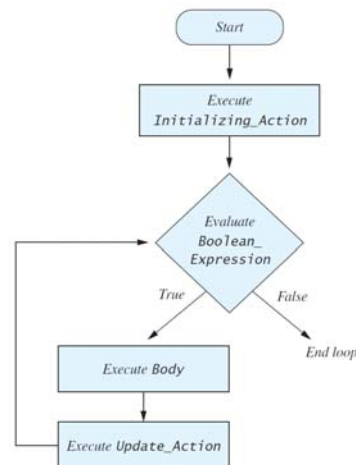 Start
Execute
Initializing_Action
Evaluate
Boolean_
Expression
True
False
End loop
Execute Body
Execute Update_Action